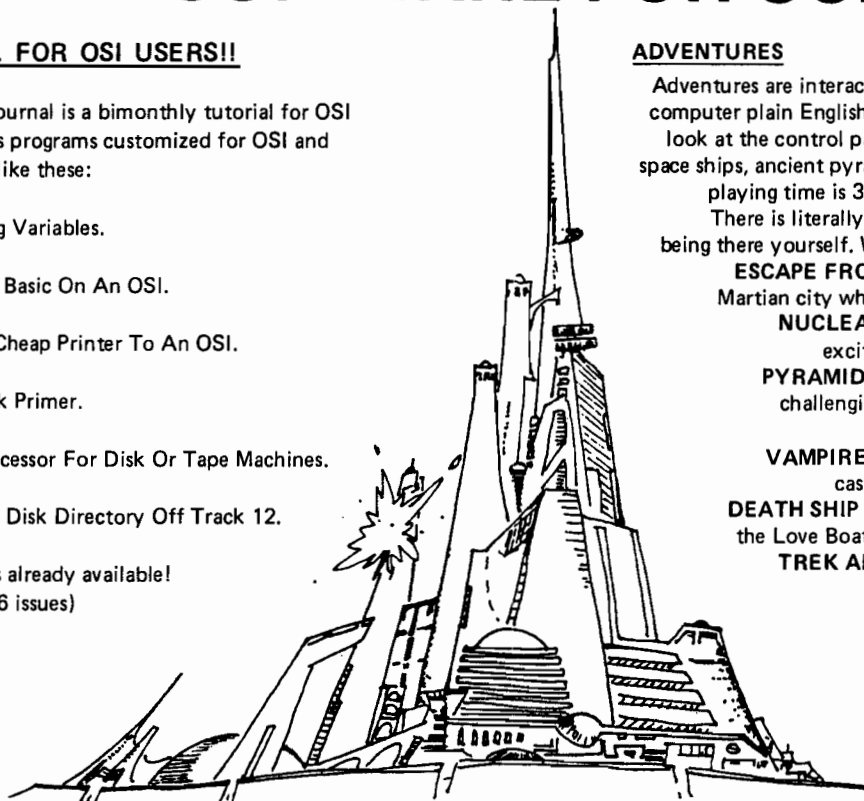 FOR OSI USERS!!
ournal is a bimonthly tutorial for OSI
s programs customized for OSI and
ike these:
g Variables.
Basic On An OSI.
Cheap Printer To An OSI.
k Primer.
cessor For Disk Or Tape Machines.
Disk Directory Off Track 12.
s already available!
6 issues)
ADVENTURES
Adventures are interac
computer plain English
look at the control pa
space ships, ancient pyra
playing time is 3
There is literally
being there yourself. W
ESCAPE FRO
Martian city wh
NUCLEA
excit
PYRAMID
challengi
VAMPIRE
cas
DEATH SHIP
the Love Boat
TREK A